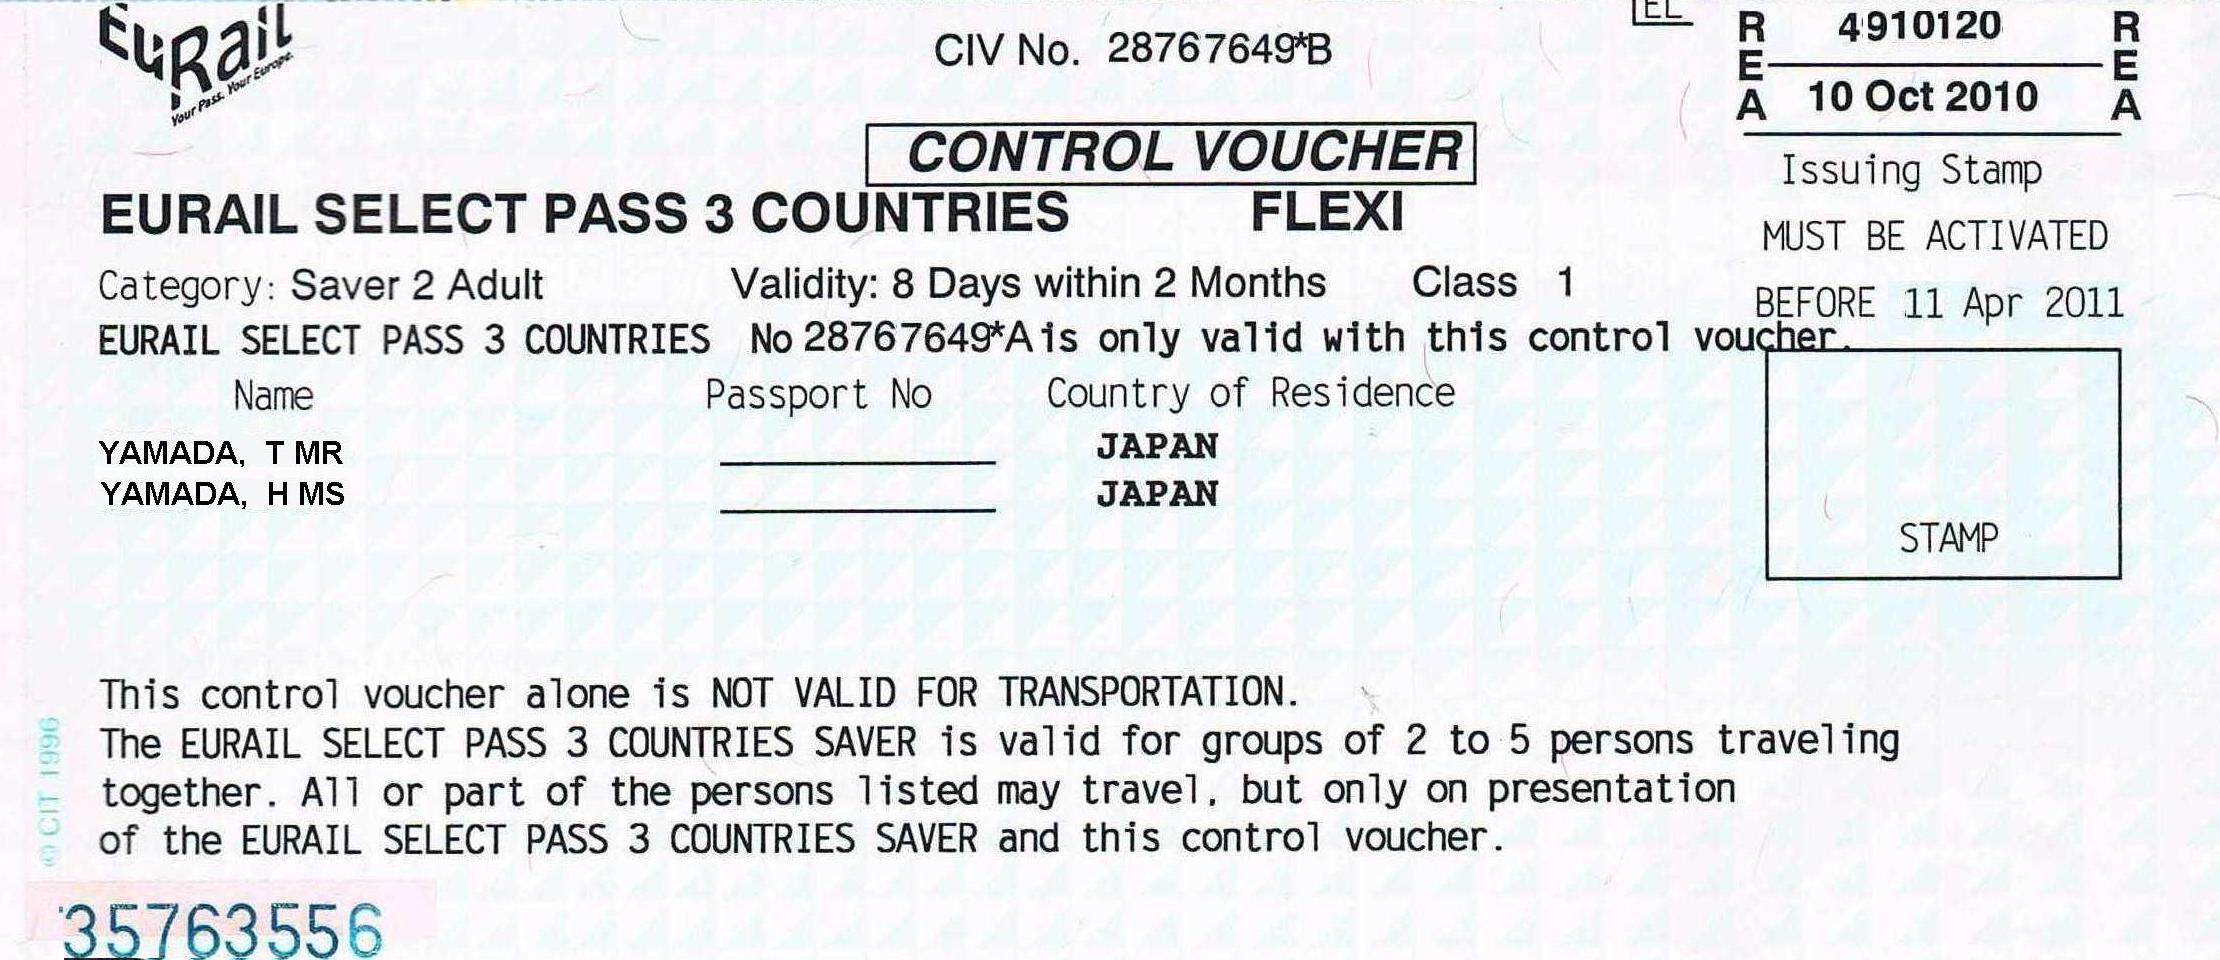 EURail
Your Pass. Your Europe.
EL
CIV No. 28767649*B
R E A 4910120 R E A
10 Oct 2010
CONTROL VOUCHER
Issuing Stamp
EURAIL SELECT PASS 3 COUNTRIES FLEXI
MUST BE ACTIVATED
Category: Saver 2 Adult Validity: 8 Days within 2 Months Class 1
BEFORE 11 Apr 2011
EURAIL SELECT PASS 3 COUNTRIES No 28767649*A is only valid with this control voucher.
Name Passport No Country of Residence
YAMADA, T MR JAPAN
YAMADA, H MS JAPAN
STAMP
This control voucher alone is NOT VALID FOR TRANSPORTATION.
The EURAIL SELECT PASS 3 COUNTRIES SAVER is valid for groups of 2 to 5 persons traveling
together. All or part of the persons listed may travel, but only on presentation
of the EURAIL SELECT PASS 3 COUNTRIES SAVER and this control voucher.
© CIT 1996
35763556